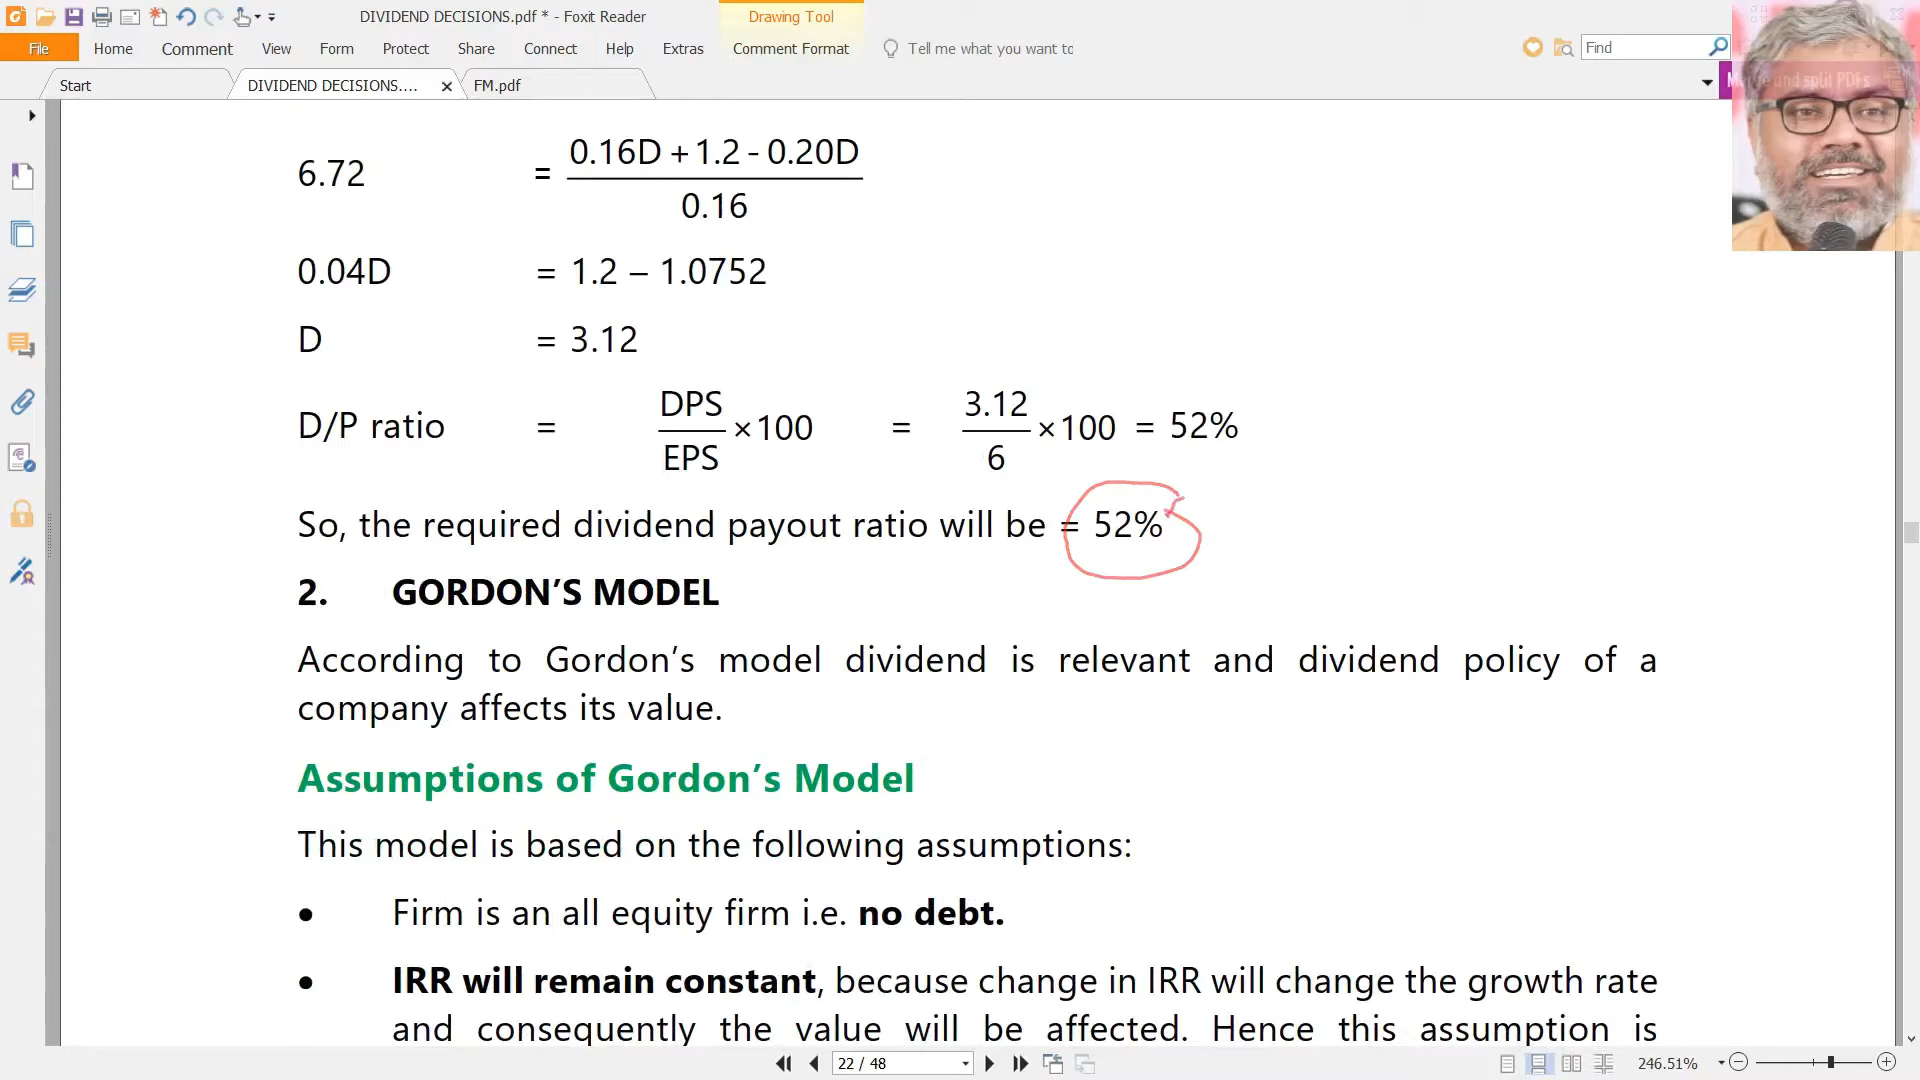 DIVIDEND DECISIONS.pdf * - Foxit Reader
Drawing Tool
File Home Comment View Form Protect Share Connect Help Extras Comment Format Tell me what you want to Find
Start DIVIDEND DECISIONS.... FM.pdf
and split PDFs
6.72 = 0.16D + 1.2 - 0.20D
0.16
0.04D = 1.2 – 1.0752
D = 3.12
D/P ratio = DPS/EPS ×100 = 3.12/6 ×100 = 52%
So, the required dividend payout ratio will be = 52%
2. GORDON’S MODEL
According to Gordon’s model dividend is relevant and dividend policy of a
company affects its value.
Assumptions of Gordon’s Model
This model is based on the following assumptions:
• Firm is an all equity firm i.e. no debt.
• IRR will remain constant, because change in IRR will change the growth rate
and consequently the value will be affected. Hence this assumption is
22 / 48
246.51%